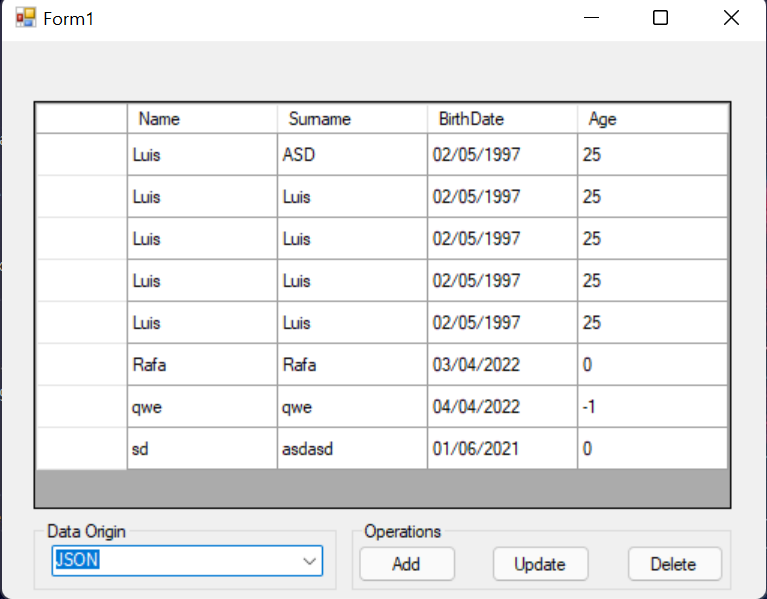 Form1
Name Surname BirthDate Age
Luis ASD 02/05/1997 25
Luis Luis 02/05/1997 25
Luis Luis 02/05/1997 25
Luis Luis 02/05/1997 25
Luis Luis 02/05/1997 25
Rafa Rafa 03/04/2022 0
qwe qwe 04/04/2022 -1
sd asdasd 01/06/2021 0
Data Origin Operations
JSON Add Update Delete